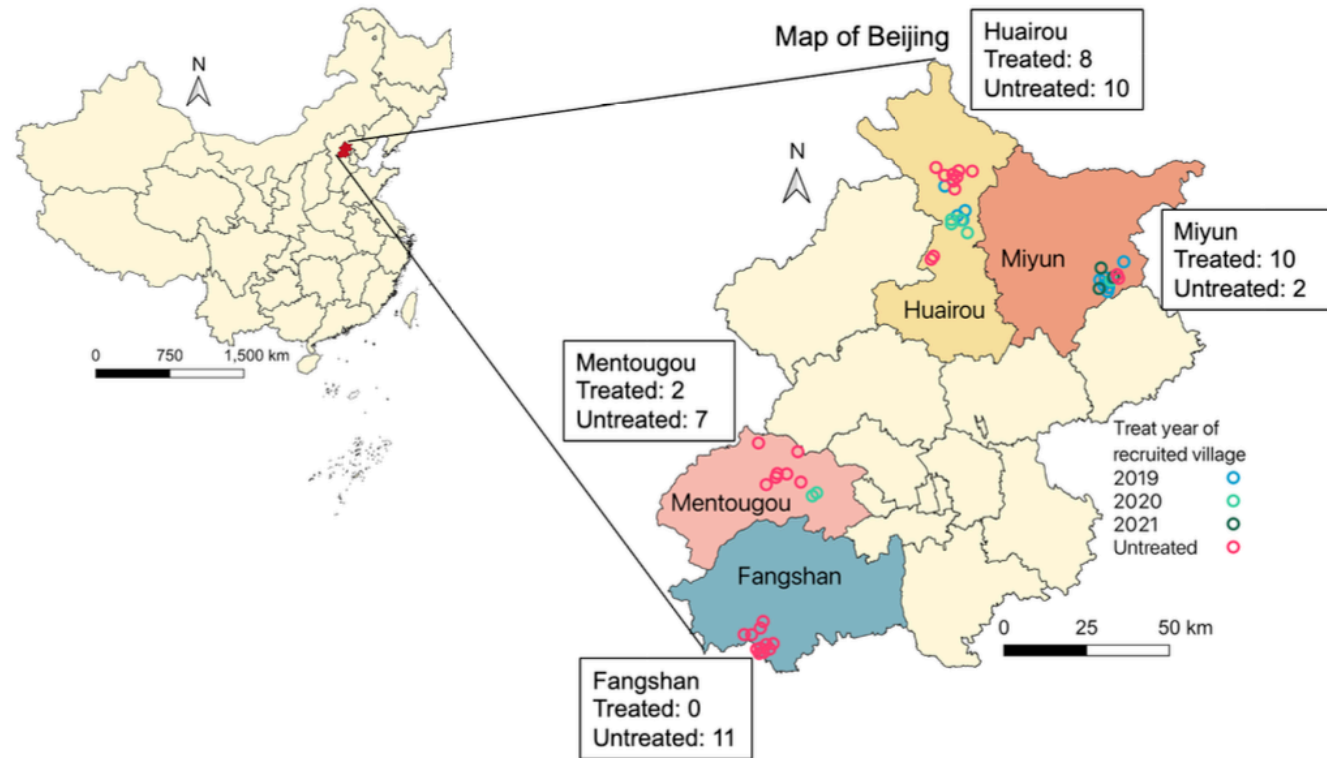 Map of Beijing
N
0 750 1,500 km
N
Huairou
Treated: 8
Untreated: 10
Miyun
Treated: 10
Untreated: 2
Miyun
Huairou
Mentougou
Treated: 2
Untreated: 7
Mentougou
Fangshan
Fangshan
Treated: 0
Untreated: 11
Treat year of
recruited village
2019
2020
2021
Untreated
0 25 50 km